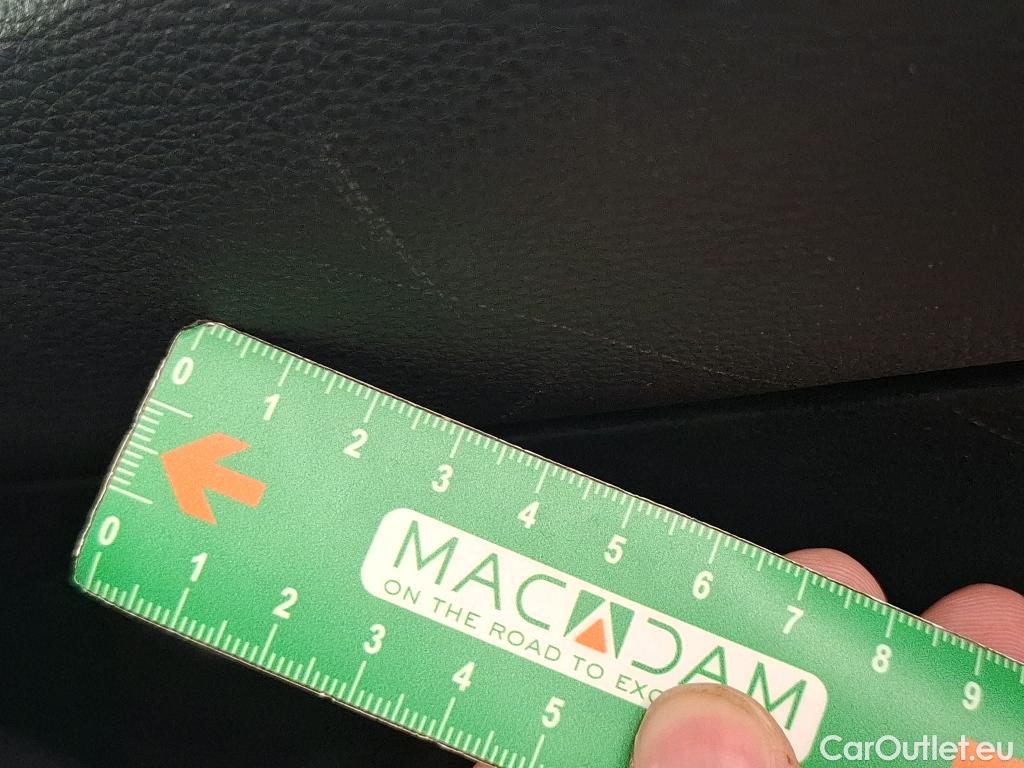 0 1 2 3 4 5 6 7 8 9
MACADAM
ON THE ROAD TO EXC
0 1 2 3 4 5
CarOutlet.eu